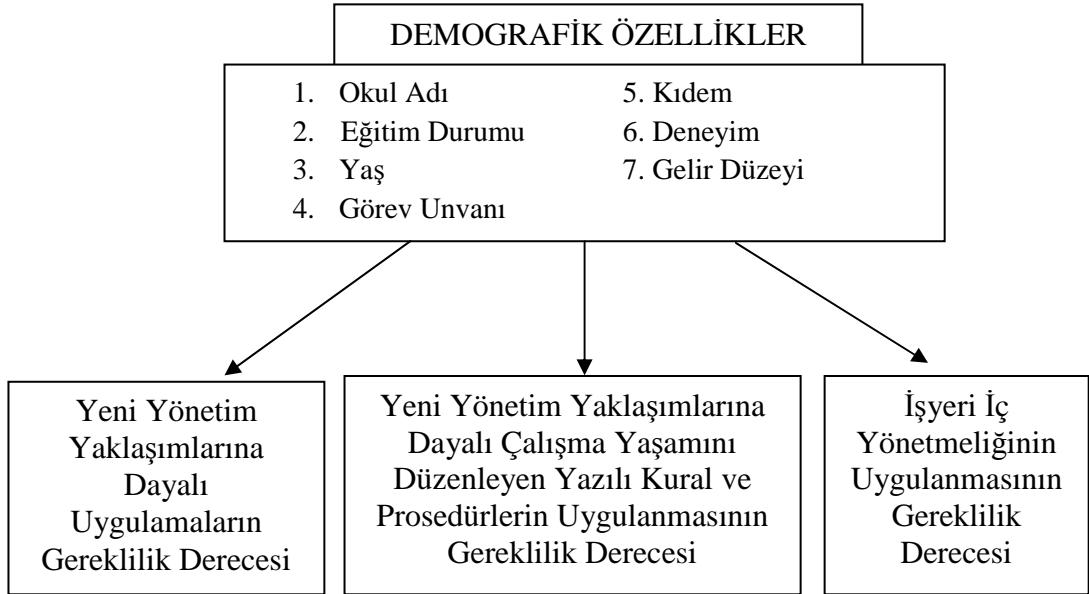 DEMOGRAFİK ÖZELLİKLER
1. Okul Adı
2. Eğitim Durumu
3. Yaş
4. Görev Unvanı
5. Kıdem
6. Deneyim
7. Gelir Düzeyi
Yeni Yönetim
Yaklaşımlarına
Dayalı
Uygulamaların
Gereklilik Derecesi
Yeni Yönetim Yaklaşımlarına
Dayalı Çalışma Yaşamını
Düzenleyen Yazılı Kural ve
Prosedürlerin Uygulanmasının
Gereklilik Derecesi
İşyeri İç
Yönetmeliğinin
Uygulanmasının
Gereklilik
Derecesi